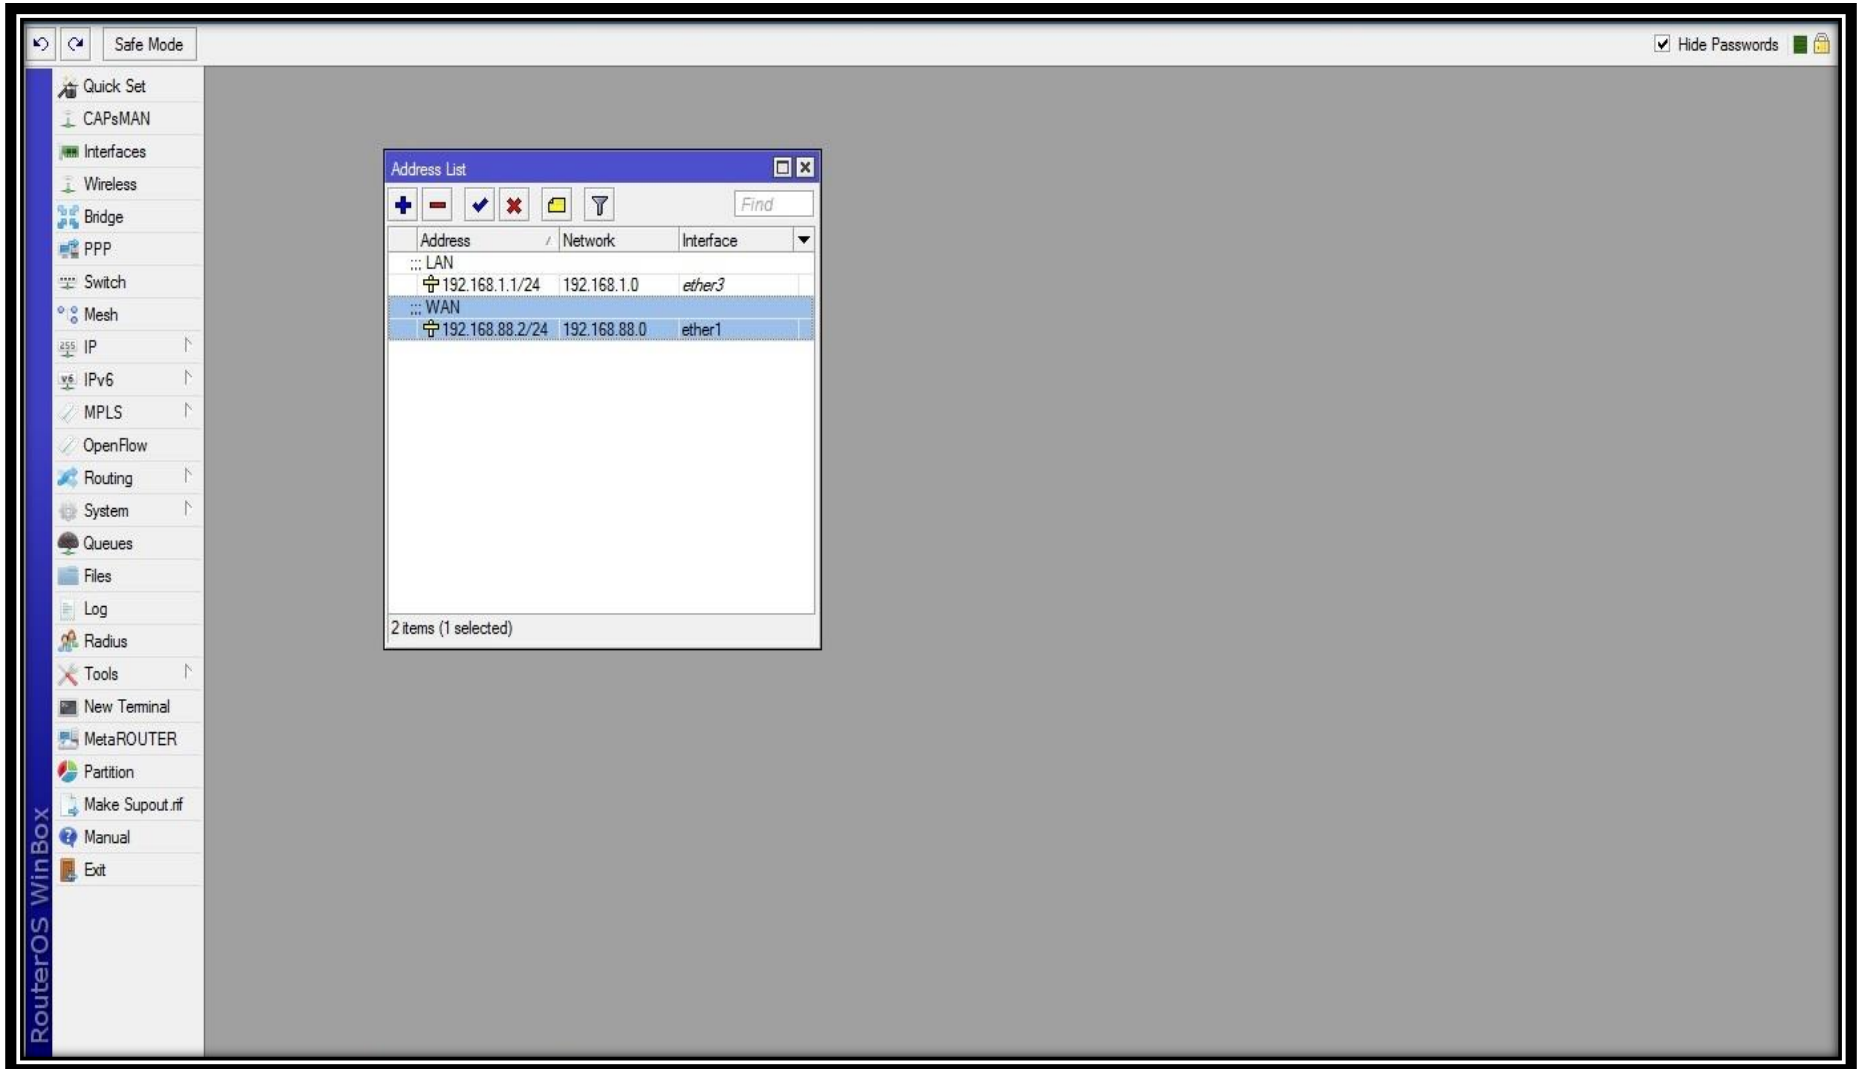 Safe Mode
Hide Passwords
Quick Set
CAPsMAN
Interfaces
Wireless
Bridge
PPP
Switch
Mesh
255 IP
v6 IPv6
MPLS
OpenFlow
Routing
System
Queues
Files
Log
Radius
Tools
New Terminal
MetaROUTER
Partition
Make Supout.rif
Manual
Exit
RouterOS WinBox
Address List
Find
Address / Network Interface
;;; LAN
192.168.1.1/24 192.168.1.0 ether3
;;; WAN
192.168.88.2/24 192.168.88.0 ether1
2 items (1 selected)